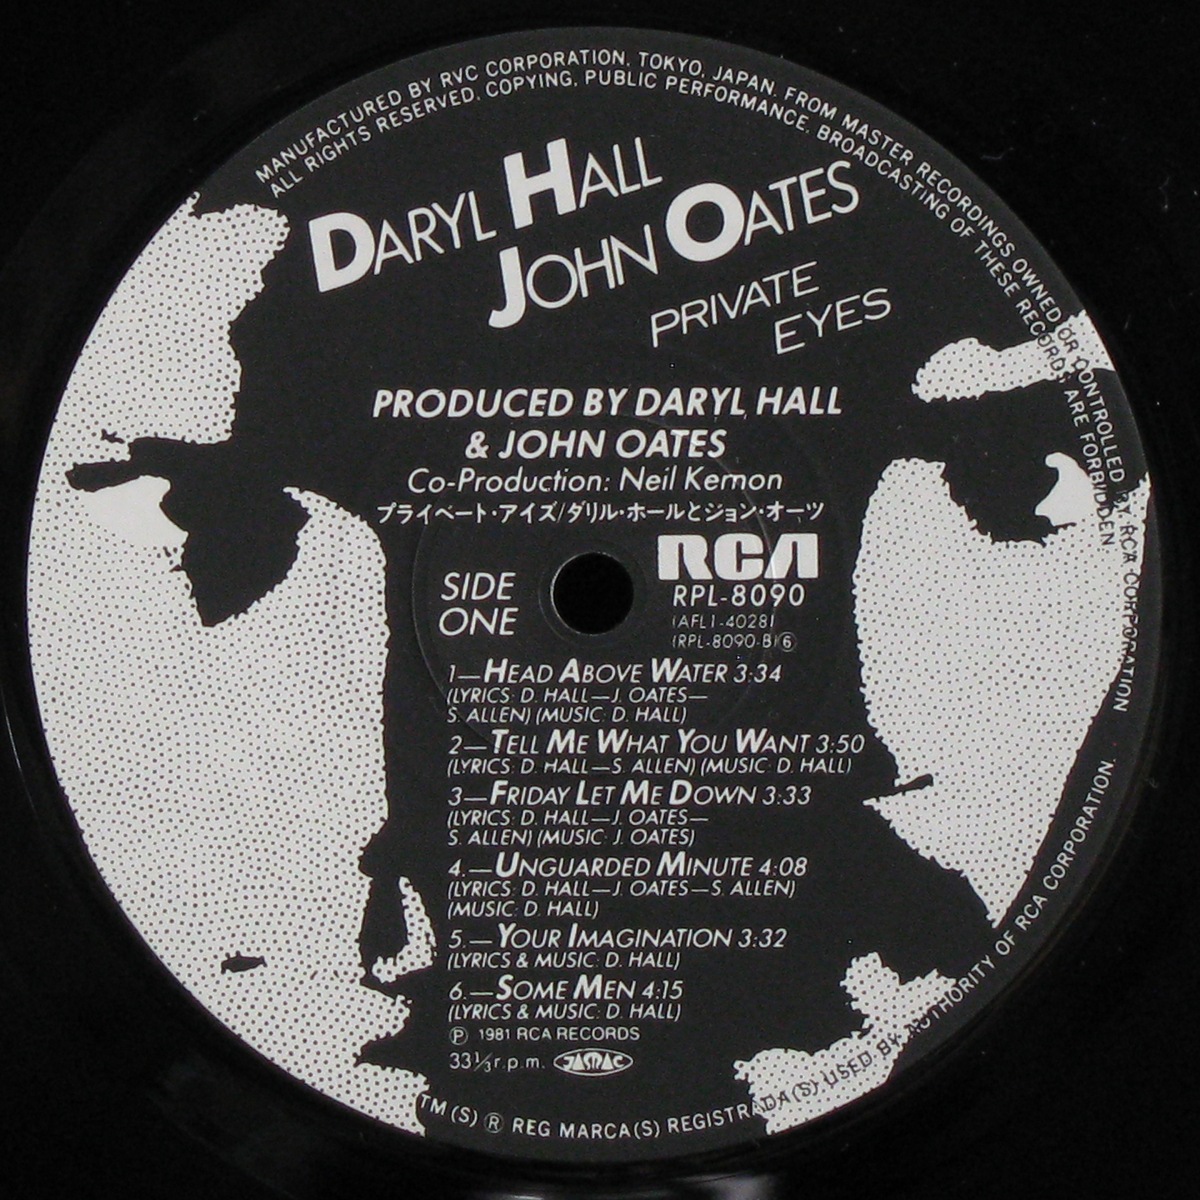 MANUFACTURED BY RVC CORPORATION, TOKYO, JAPAN. FROM MASTER RECORDINGS OWNED OR CONTROLLED BY RCA CORPORATION
ALL RIGHTS RESERVED. COPYING, PUBLIC PERFORMANCE, BROADCASTING OF THESE RECORDS ARE FORBIDDEN.
DARYL HALL
JOHN OATES
PRIVATE
EYES
PRODUCED BY DARYL HALL
& JOHN OATES
Co-Production: Neil Kernon
プライベート・アイズ/ダリル・ホールとジョン・オーツ
SIDE
ONE
RCA
RPL-8090
(AFL1-4028)
(RPL-8090-B)⑥
1—HEAD ABOVE WATER 3:34
(LYRICS: D. HALL—J. OATES—
S. ALLEN) (MUSIC: D. HALL)
2—TELL ME WHAT YOU WANT 3:50
(LYRICS: D. HALL—S. ALLEN) (MUSIC: D. HALL)
3—FRIDAY LET ME DOWN 3:33
(LYRICS: D. HALL—J. OATES—
S. ALLEN) (MUSIC: J. OATES)
4.—UNGUARDED MINUTE 4:08
(LYRICS: D. HALL—J. OATES—S. ALLEN)
(MUSIC: D. HALL)
5.—YOUR IMAGINATION 3:32
(LYRICS & MUSIC: D. HALL)
6.—SOME MEN 4:15
(LYRICS & MUSIC: D. HALL)
Ⓟ 1981 RCA RECORDS
33⅓r.p.m. JASRAC
TM(S) ® REG MARCA(S) REGISTRADA(S) USED BY AUTHORITY OF RCA CORPORATION.